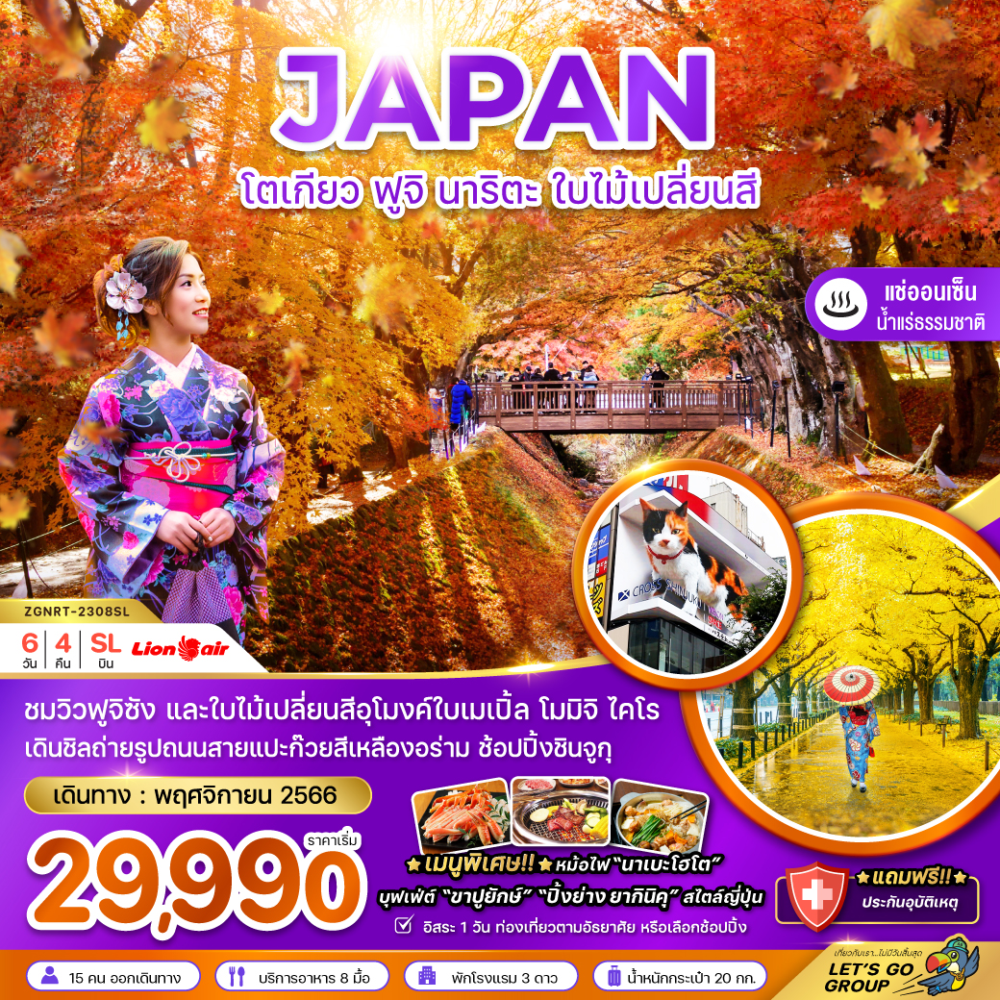 JAPAN
โตเกียว ฟูจิ นาริตะ ใบไม้เปลี่ยนสี
แช่ออนเซ็น
น้ำแร่ธรรมชาติ
ZGNRT-2308SL
6 วัน 4 คืน SL บิน Lion air
CROSS SHINJUKU
ชมวิวฟูจิซัง และใบไม้เปลี่ยนสีอุโมงค์ใบเมเปิ้ล โมมิจิ ไคโร
เดินชิลถ่ายรูปถนนสายแปะก๊วยสีเหลืองอร่าม ช้อปปิ้งชินจูกุ
เดินทาง : พฤศจิกายน 2566
ราคาเริ่ม
29,990
เมนูพิเศษ!! หม้อไฟ “นาเบะโฮโต”
บุฟเฟ่ต์ “ขาปูยักษ์” “ปิ้งย่าง ยากินิคุ” สไตล์ญี่ปุ่น
อิสระ 1 วัน ท่องเที่ยวตามอัธยาศัย หรือเลือกช้อปปิ้ง
แถมฟรี!!
ประกันอุบัติเหตุ
15 คน ออกเดินทาง
บริการอาหาร 8 มื้อ
พักโรงแรม 3 ดาว
น้ำหนักกระเป๋า 20 กก.
เที่ยวกับเรา...ไม่มีวันสิ้นสุด
LET'S GO
GROUP